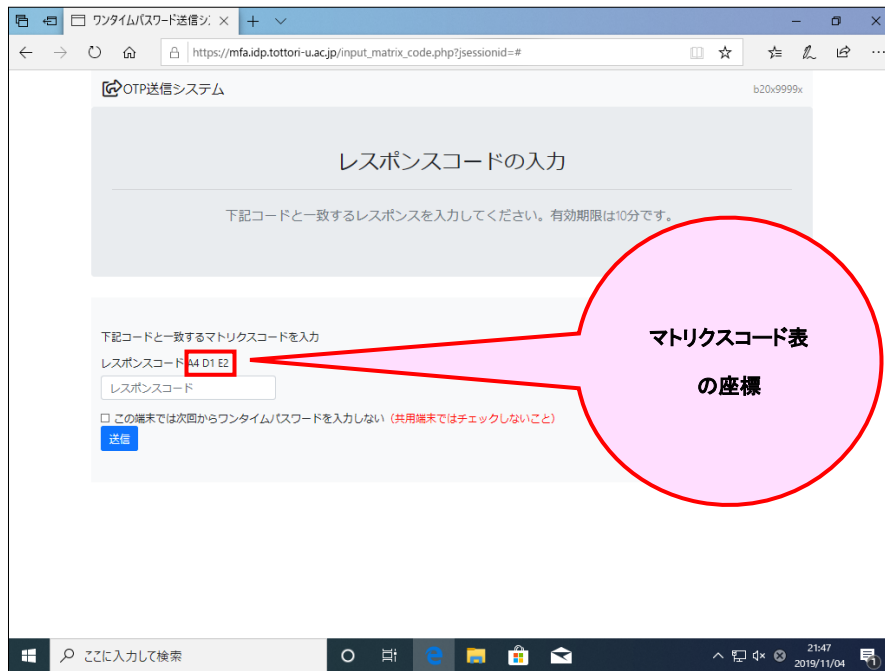 ワンタイムパスワード送信シ
https://mfa.idp.tottori-u.ac.jp/input_matrix_code.php?jsessionid=#
OTP送信システム
b20x9999x
レスポンスコードの入力
下記コードと一致するレスポンスを入力してください。有効期限は10分です。
下記コードと一致するマトリクスコードを入力
レスポンスコード A4 D1 E2
レスポンスコード
この端末では次回からワンタイムパスワードを入力しない（共用端末ではチェックしないこと）
送信
マトリクスコード表
の座標
ここに入力して検索
21:47
2019/11/04
1